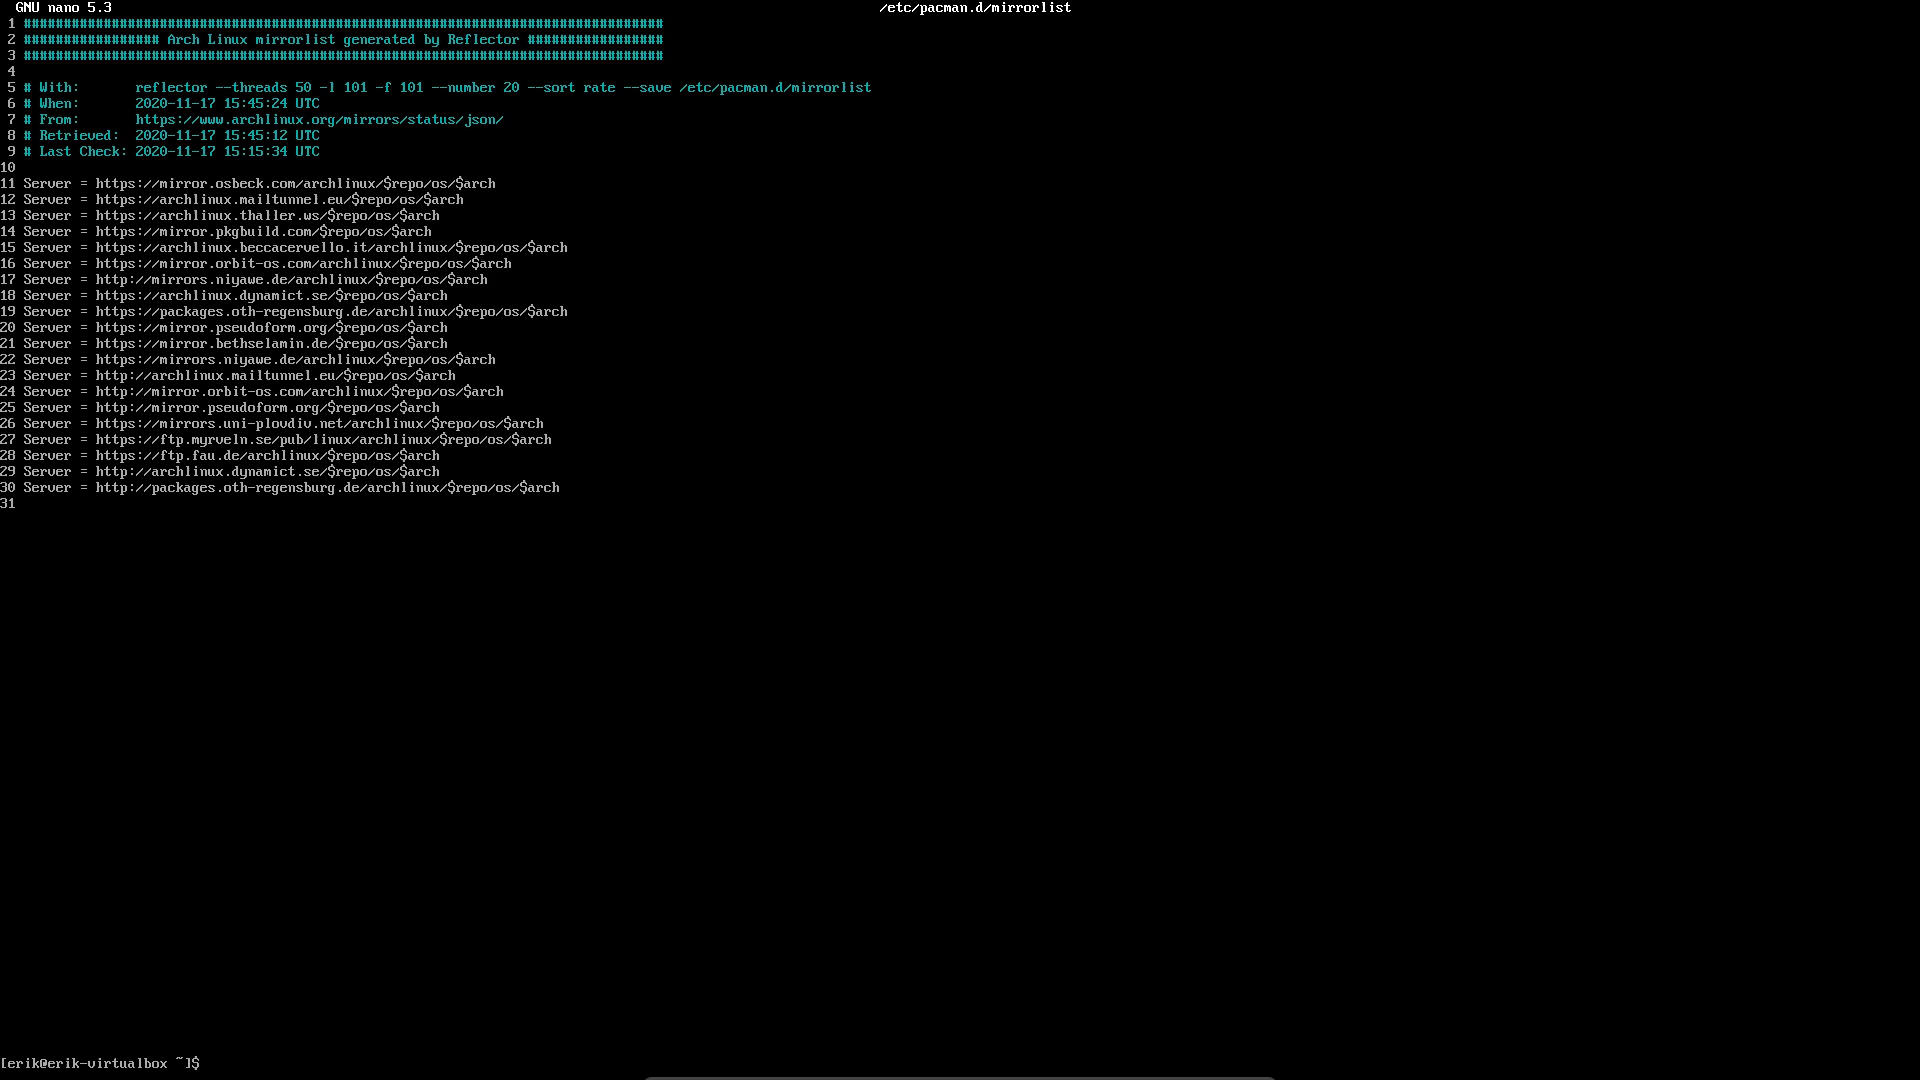 GNU nano 5.3 /etc/pacman.d/mirrorlist
1 ################################################################################
2 ################# Arch Linux mirrorlist generated by Reflector #################
3 ################################################################################
4
5 # With:       reflector --threads 50 -l 101 -f 101 --number 20 --sort rate --save /etc/pacman.d/mirrorlist
6 # When:       2020-11-17 15:45:24 UTC
7 # From:       https://www.archlinux.org/mirrors/status/json/
8 # Retrieved:  2020-11-17 15:45:12 UTC
9 # Last Check: 2020-11-17 15:15:34 UTC
10
11 Server = https://mirror.osbeck.com/archlinux/$repo/os/$arch
12 Server = https://archlinux.mailtunnel.eu/$repo/os/$arch
13 Server = https://archlinux.thaller.ws/$repo/os/$arch
14 Server = https://mirror.pkgbuild.com/$repo/os/$arch
15 Server = https://archlinux.beccacervello.it/archlinux/$repo/os/$arch
16 Server = https://mirror.orbit-os.com/archlinux/$repo/os/$arch
17 Server = http://mirrors.niyawe.de/archlinux/$repo/os/$arch
18 Server = https://archlinux.dynamict.se/$repo/os/$arch
19 Server = https://packages.oth-regensburg.de/archlinux/$repo/os/$arch
20 Server = https://mirror.pseudoform.org/$repo/os/$arch
21 Server = https://mirror.bethselamin.de/$repo/os/$arch
22 Server = https://mirrors.niyawe.de/archlinux/$repo/os/$arch
23 Server = http://archlinux.mailtunnel.eu/$repo/os/$arch
24 Server = http://mirror.orbit-os.com/archlinux/$repo/os/$arch
25 Server = http://mirror.pseudoform.org/$repo/os/$arch
26 Server = https://mirrors.uni-plovdiv.net/archlinux/$repo/os/$arch
27 Server = https://ftp.myrveln.se/pub/linux/archlinux/$repo/os/$arch
28 Server = https://ftp.fau.de/archlinux/$repo/os/$arch
29 Server = http://archlinux.dynamict.se/$repo/os/$arch
30 Server = http://packages.oth-regensburg.de/archlinux/$repo/os/$arch
31
[erik@erik-virtualbox ~]$